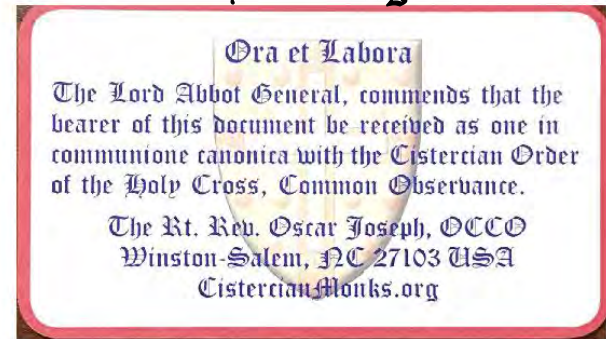 Ora et Labora
The Lord Abbot General, commends that the
bearer of this document be received as one in
communione canonica with the Cistercian Order
of the Holy Cross, Common Observance.
The Rt. Rev. Oscar Joseph, OCCO
Winston-Salem, NC 27103 USA
CistercianMonks.org